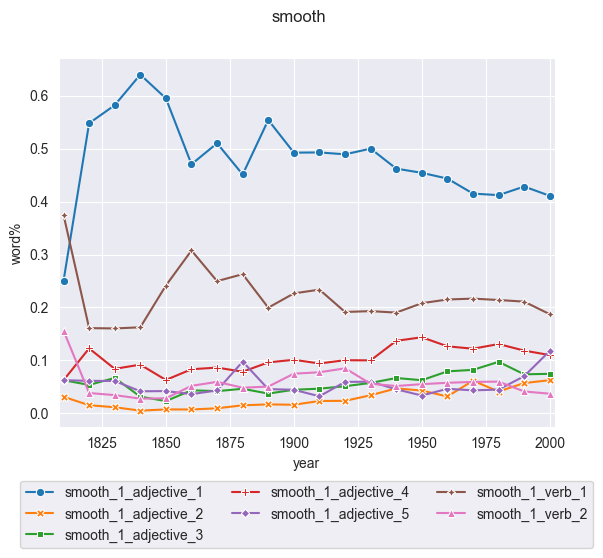 smooth
0.6
0.5
0.4
0.3
0.2
0.1
0.0
word%
1825 1850 1875 1900 1925 1950 1975 2000
year
smooth_1_adjective_1 smooth_1_adjective_4 smooth_1_verb_1
smooth_1_adjective_2 smooth_1_adjective_5 smooth_1_verb_2
smooth_1_adjective_3